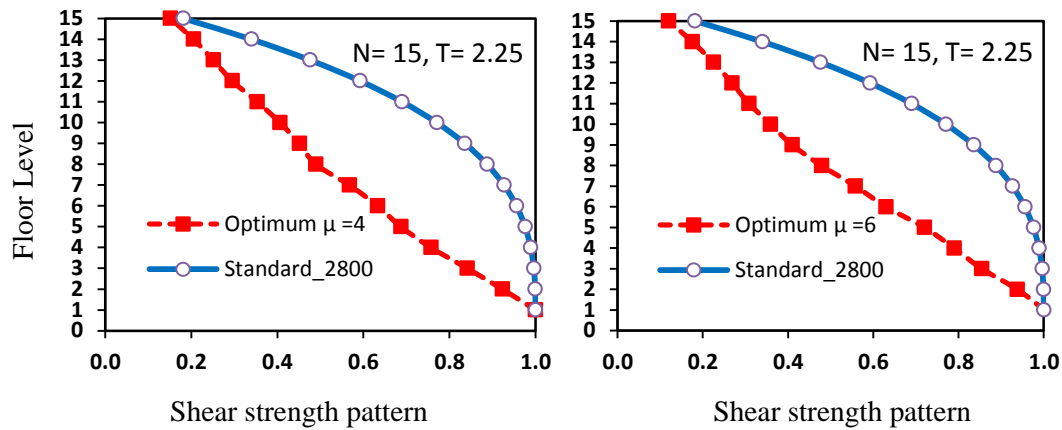 Floor Level
15
14
13
12
11
10
9
8
7
6
5
4
3
2
1
0
N= 15, T= 2.25
Optimum μ =4
Standard_2800
0.0 0.2 0.4 0.6 0.8 1.0
Shear strength pattern
15
14
13
12
11
10
9
8
7
6
5
4
3
2
1
0
N= 15, T= 2.25
Optimum μ =6
Standard_2800
0.0 0.2 0.4 0.6 0.8 1.0
Shear strength pattern